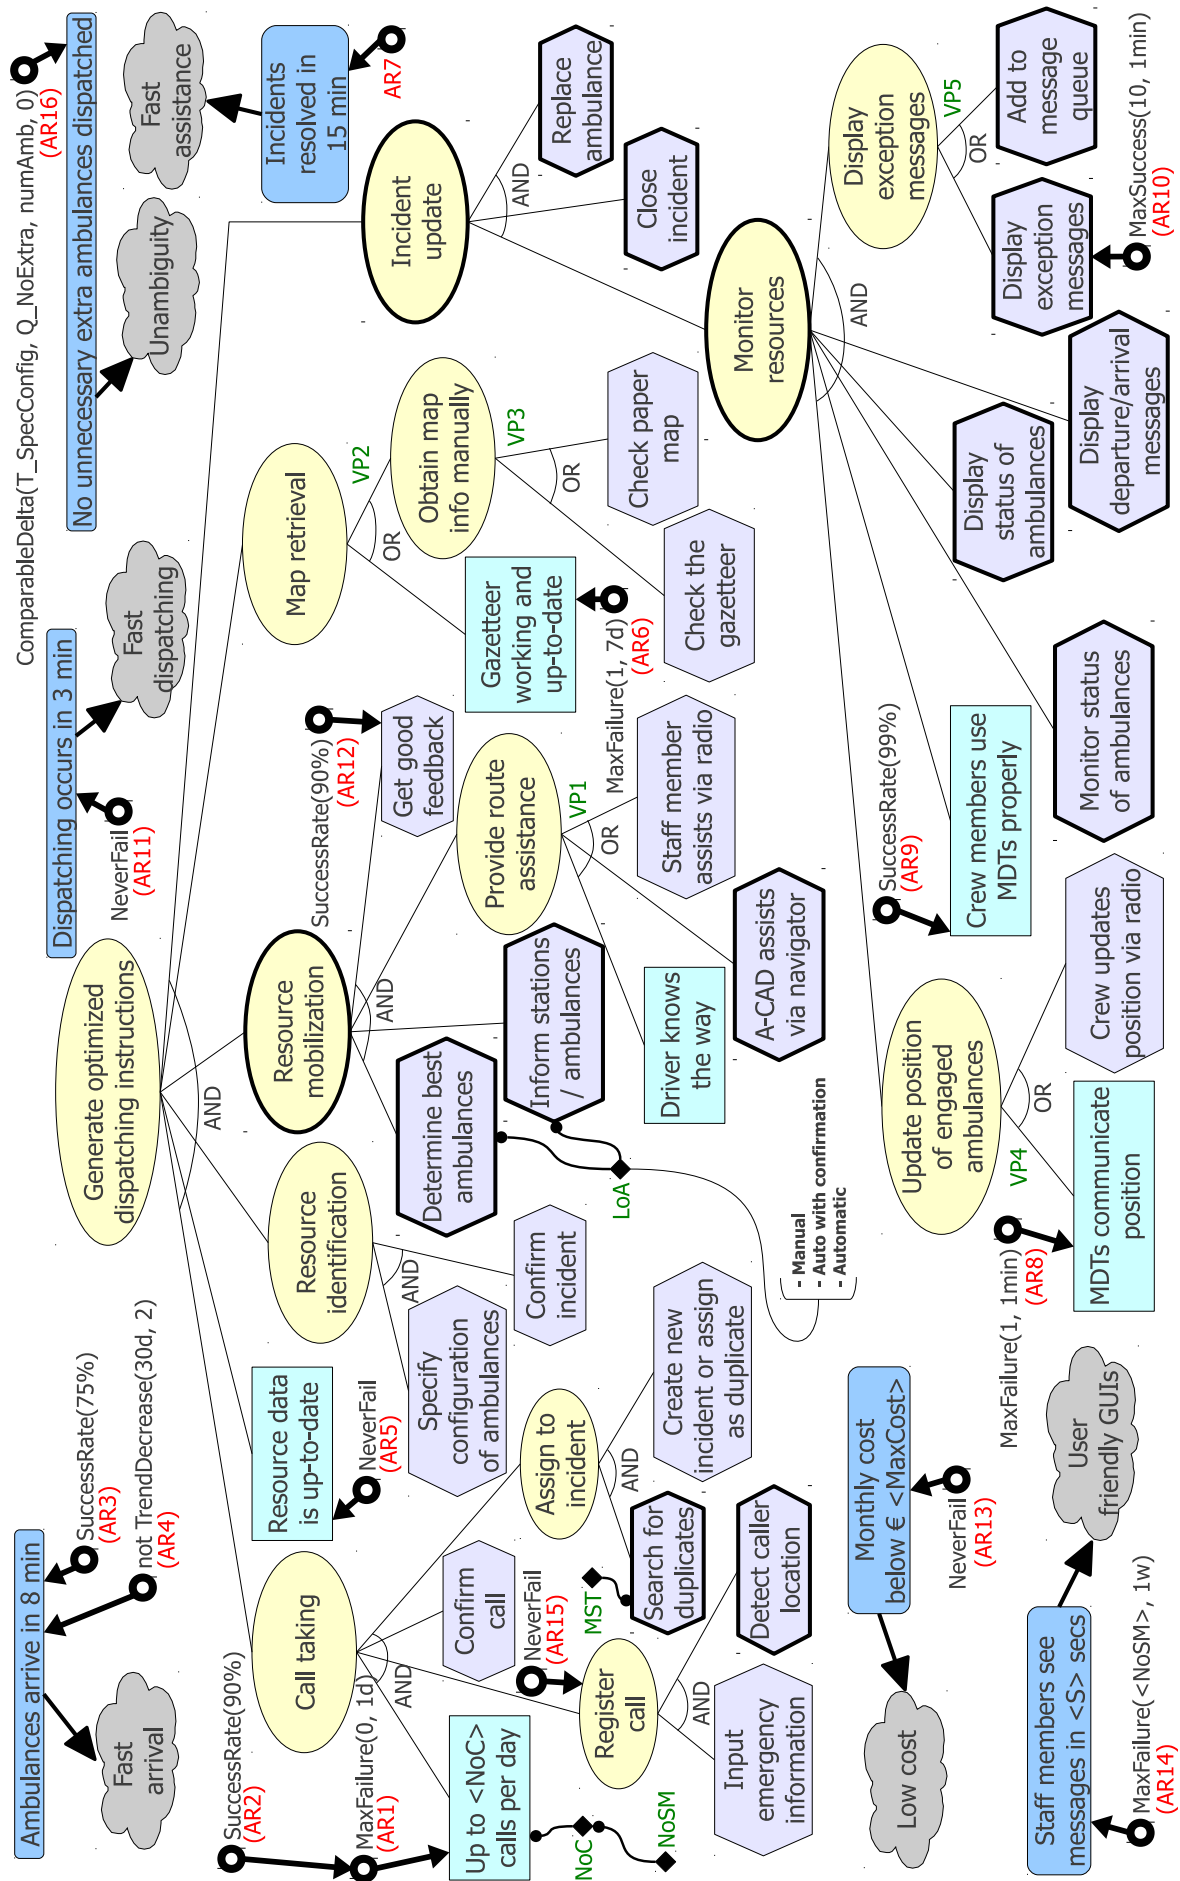 Ambulances arrive in 8 min
SuccessRate(75%)
(AR3)
not TrendDecrease(30d, 2)
(AR4)
Fast
arrival
SuccessRate(90%)
(AR2)
MaxFailure(0, 1d)
(AR1)
Dispatching occurs in 3 min
NeverFail
(AR11)
Fast
dispatching
ComparableDelta(T_SpecConfig, Q_NoExtra, numAmb, 0)
(AR16)
No unnecessary extra ambulances dispatched
Unambiguity
Fast
assistance
Incidents
resolved in
15 min
AR7
Generate optimized
dispatching instructions
AND
Call taking
AND
Resource data
is up-to-date
NeverFail
(AR5)
Resource
identification
AND
Specify
configuration
of ambulances
Confirm
incident
Resource
mobilization
AND
SuccessRate(90%)
(AR12)
Get good
feedback
Map retrieval
VP2
OR
Obtain map
info manually
VP3
OR
Gazetteer
working and
up-to-date
MaxFailure(1, 7d)
(AR6)
Check the
gazetteer
Check paper
map
Incident
update
AND
Replace
ambulance
Close
incident
Up to <NoC>
calls per day
NoC
NoSM
Confirm
call
NeverFail
(AR15)
Register
call
AND
Input
emergency
information
Detect caller
location
Assign to
incident
AND
MST
Search for
duplicates
Create new
incident or assign
as duplicate
Determine best
ambulances
Inform stations
/ ambulances
LoA
- Manual
- Auto with confirmation
- Automatic
Provide route
assistance
VP1
OR
Driver knows
the way
A-CAD assists
via navigator
Staff member
assists via radio
Monitor
resources
AND
Display
exception
messages
VP5
OR
Display
exception
messages
Add to
message
queue
MaxSuccess(10, 1min)
(AR10)
Display
status of
ambulances
Display
departure/arrival
messages
Monitor status
of ambulances
SuccessRate(99%)
(AR9)
Crew members use
MDTs properly
Update position
of engaged
ambulances
VP4
OR
MaxFailure(1, 1min)
(AR8)
MDTs communicate
position
Crew updates
position via radio
Low cost
Monthly cost
below € <MaxCost>
NeverFail
(AR13)
Staff members see
messages in <S> secs
MaxFailure(<NoSM>, 1w)
(AR14)
User
friendly GUIs